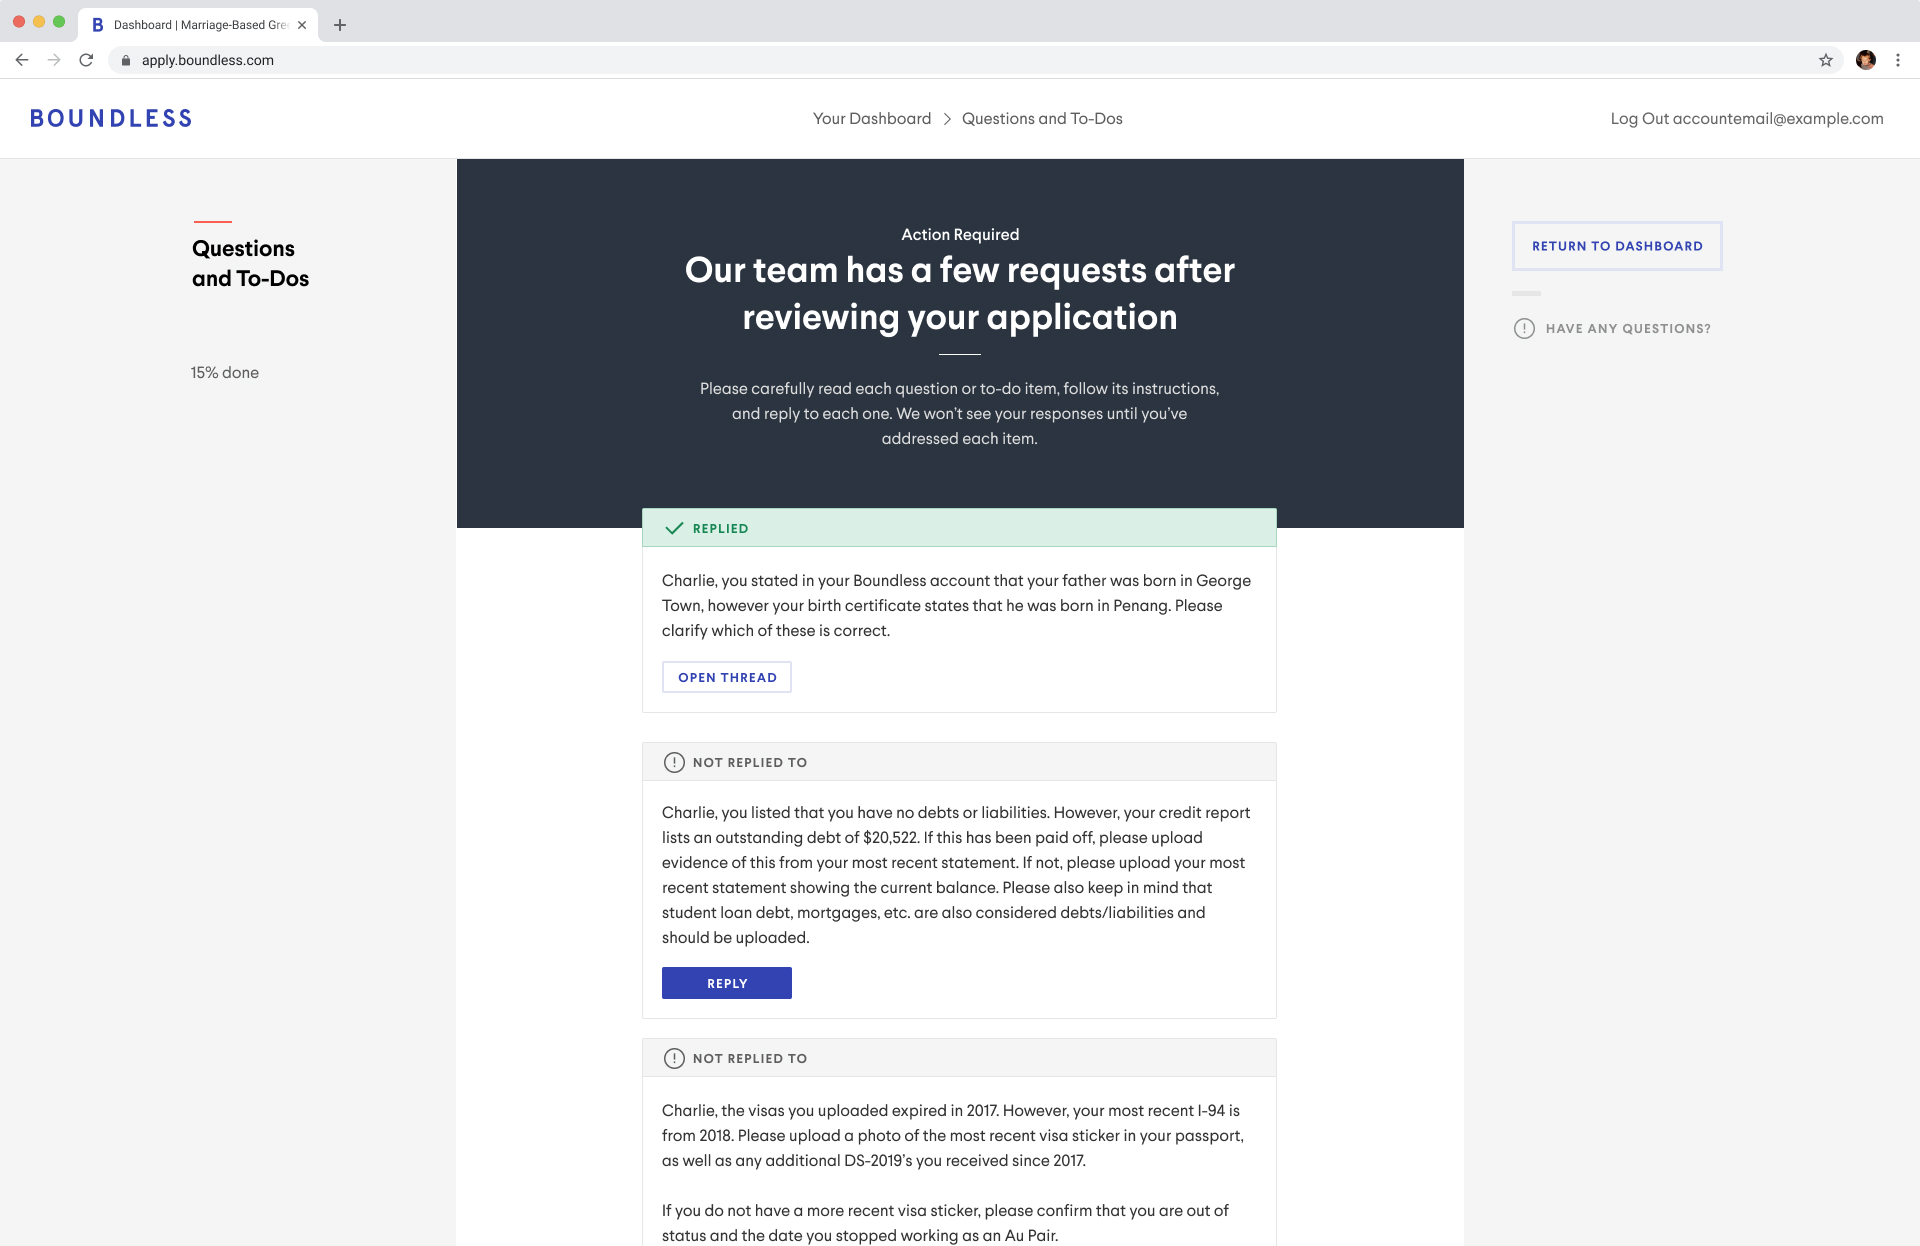 B Dashboard | Marriage-Based Gre
apply.boundless.com
BOUNDLESS
Your Dashboard > Questions and To-Dos
Log Out accountemail@example.com
Questions
and To-Dos
15% done
Action Required
Our team has a few requests after
reviewing your application
Please carefully read each question or to-do item, follow its instructions,
and reply to each one. We won’t see your responses until you’ve
addressed each item.
RETURN TO DASHBOARD
HAVE ANY QUESTIONS?
REPLIED
Charlie, you stated in your Boundless account that your father was born in George
Town, however your birth certificate states that he was born in Penang. Please
clarify which of these is correct.
OPEN THREAD
NOT REPLIED TO
Charlie, you listed that you have no debts or liabilities. However, your credit report
lists an outstanding debt of $20,522. If this has been paid off, please upload
evidence of this from your most recent statement. If not, please upload your most
recent statement showing the current balance. Please also keep in mind that
student loan debt, mortgages, etc. are also considered debts/liabilities and
should be uploaded.
REPLY
NOT REPLIED TO
Charlie, the visas you uploaded expired in 2017. However, your most recent I-94 is
from 2018. Please upload a photo of the most recent visa sticker in your passport,
as well as any additional DS-2019’s you received since 2017.
If you do not have a more recent visa sticker, please confirm that you are out of
status and the date you stopped working as an Au Pair.